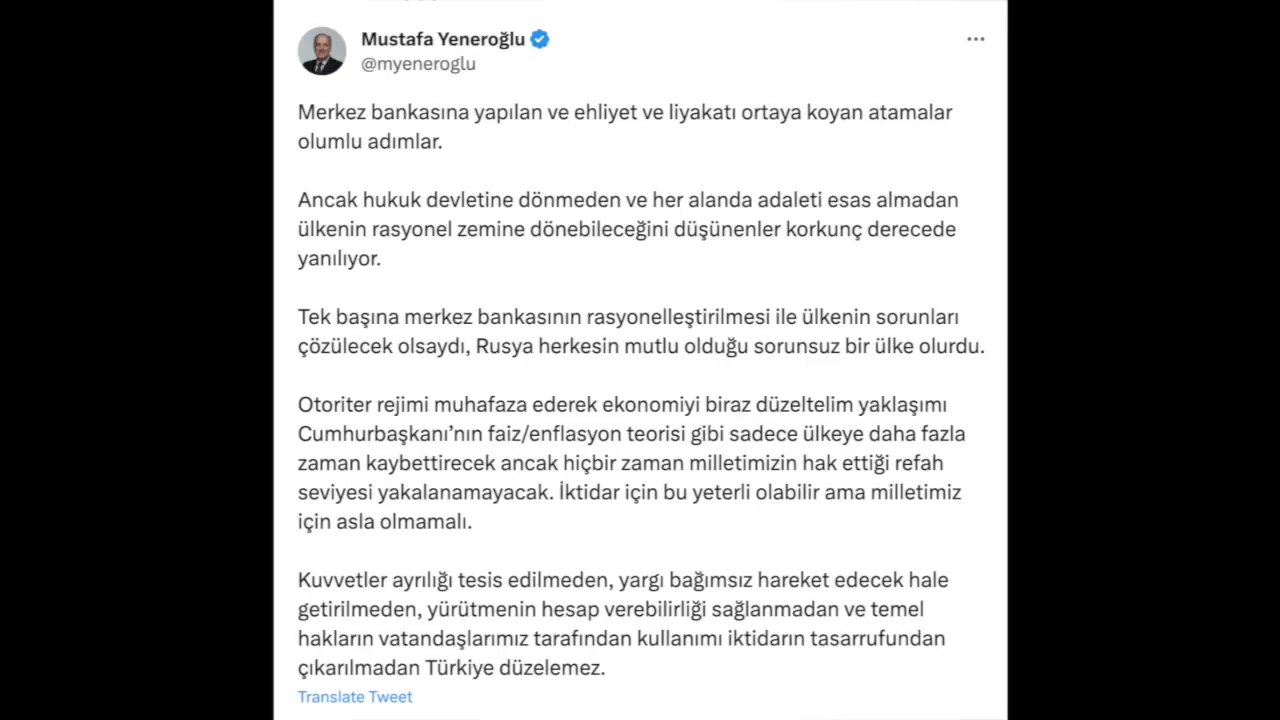 Mustafa Yeneroğlu
@myeneroglu
Merkez bankasına yapılan ve ehliyet ve liyakatı ortaya koyan atamalar
olumlu adımlar.
Ancak hukuk devletine dönmeden ve her alanda adaleti esas almadan
ülkenin rasyonel zemine dönebileceğini düşünenler korkunç derecede
yanılıyor.
Tek başına merkez bankasının rasyonelleştirilmesi ile ülkenin sorunları
çözülecek olsaydı, Rusya herkesin mutlu olduğu sorunsuz bir ülke olurdu.
Otoriter rejimi muhafaza ederek ekonomiyi biraz düzeltelim yaklaşımı
Cumhurbaşkanı’nın faiz/enflasyon teorisi gibi sadece ülkeye daha fazla
zaman kaybettirecek ancak hiçbir zaman milletimizin hak ettiği refah
seviyesi yakalanamayacak. İktidar için bu yeterli olabilir ama milletimiz
için asla olmamalı.
Kuvvetler ayrılığı tesis edilmeden, yargı bağımsız hareket edecek hale
getirilmeden, yürütmenin hesap verebilirliği sağlanmadan ve temel
hakların vatandaşlarımız tarafından kullanımı iktidarın tasarrufundan
çıkarılmadan Türkiye düzelemez.
Translate Tweet